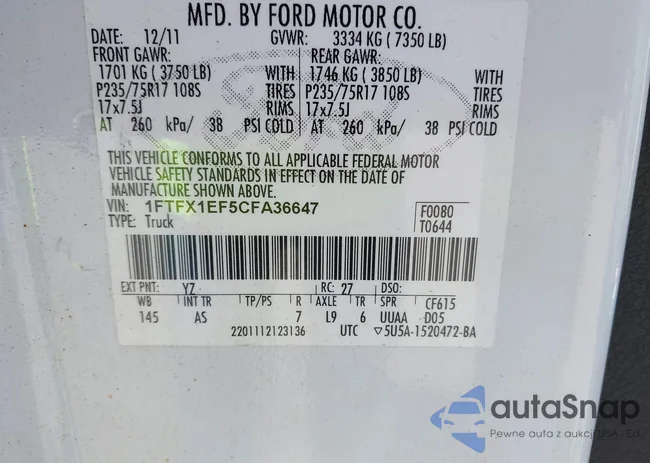 MFD. BY FORD MOTOR CO.
DATE: 12/11 GVWR: 3334 KG ( 7350 LB)
FRONT GAWR: REAR GAWR:
1701 KG ( 3750 LB) WITH 1746 KG ( 3850 LB) WITH
P235/75R17 108S TIRES P235/75R17 108S TIRES
17x7.5J RIMS 17x7.5J RIMS
AT 260 kPa/ 38 PSI COLD AT 260 kPa/ 38 PSI COLD
THIS VEHICLE CONFORMS TO ALL APPLICABLE FEDERAL MOTOR
VEHICLE SAFETY STANDARDS IN EFFECT ON THE DATE OF
MANUFACTURE SHOWN ABOVE.
VIN: 1FTFX1EF5CFA36647 F0080
TYPE: Truck T0644
EXT PNT: YZ RC: 27 DSO:
WB INT TR TP/PS R AXLE TR SPR CF615
145 AS 7 L9 6 UUAA D05
2201112123136 UTC ▽5U5A-1520472-BA
autaSnap
Pewne auta z aukcji USA - EU